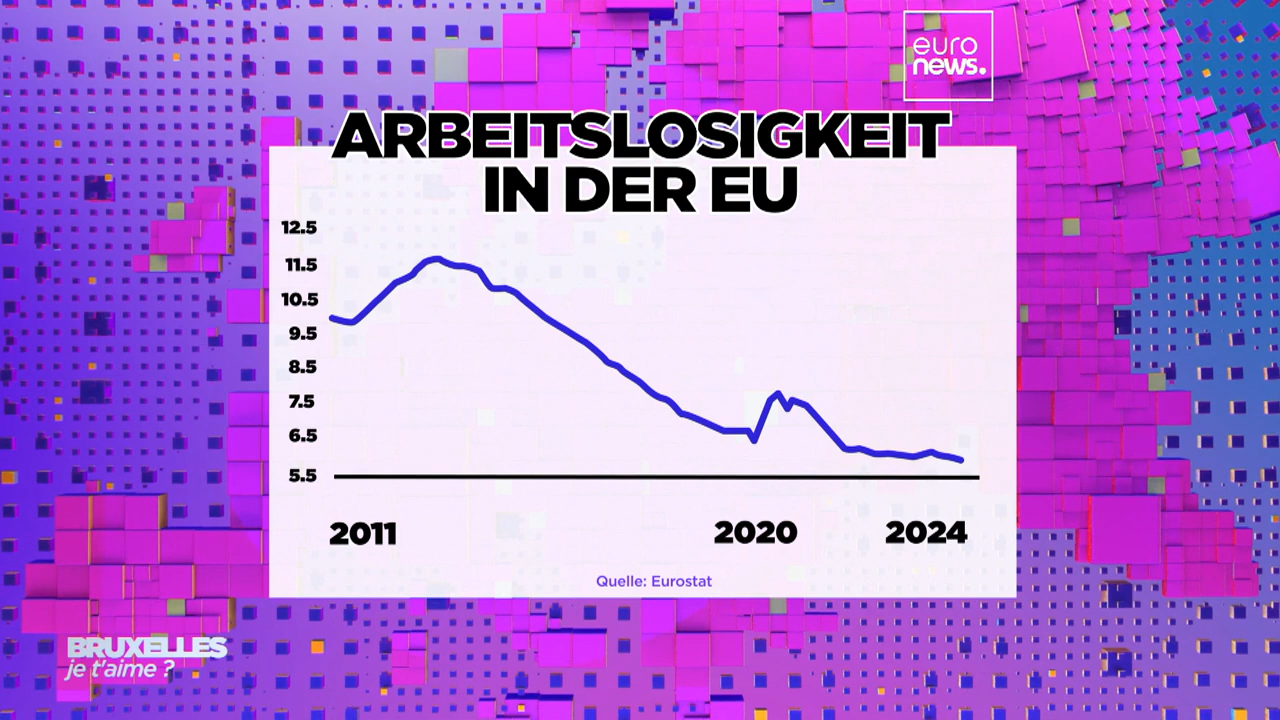 euro
news.
ARBEITSLOSIGKEIT
IN DER EU
12.5
11.5
10.5
9.5
8.5
7.5
6.5
5.5
2011
2020
2024
Quelle: Eurostat
BRUXELLES
je t'aime ?